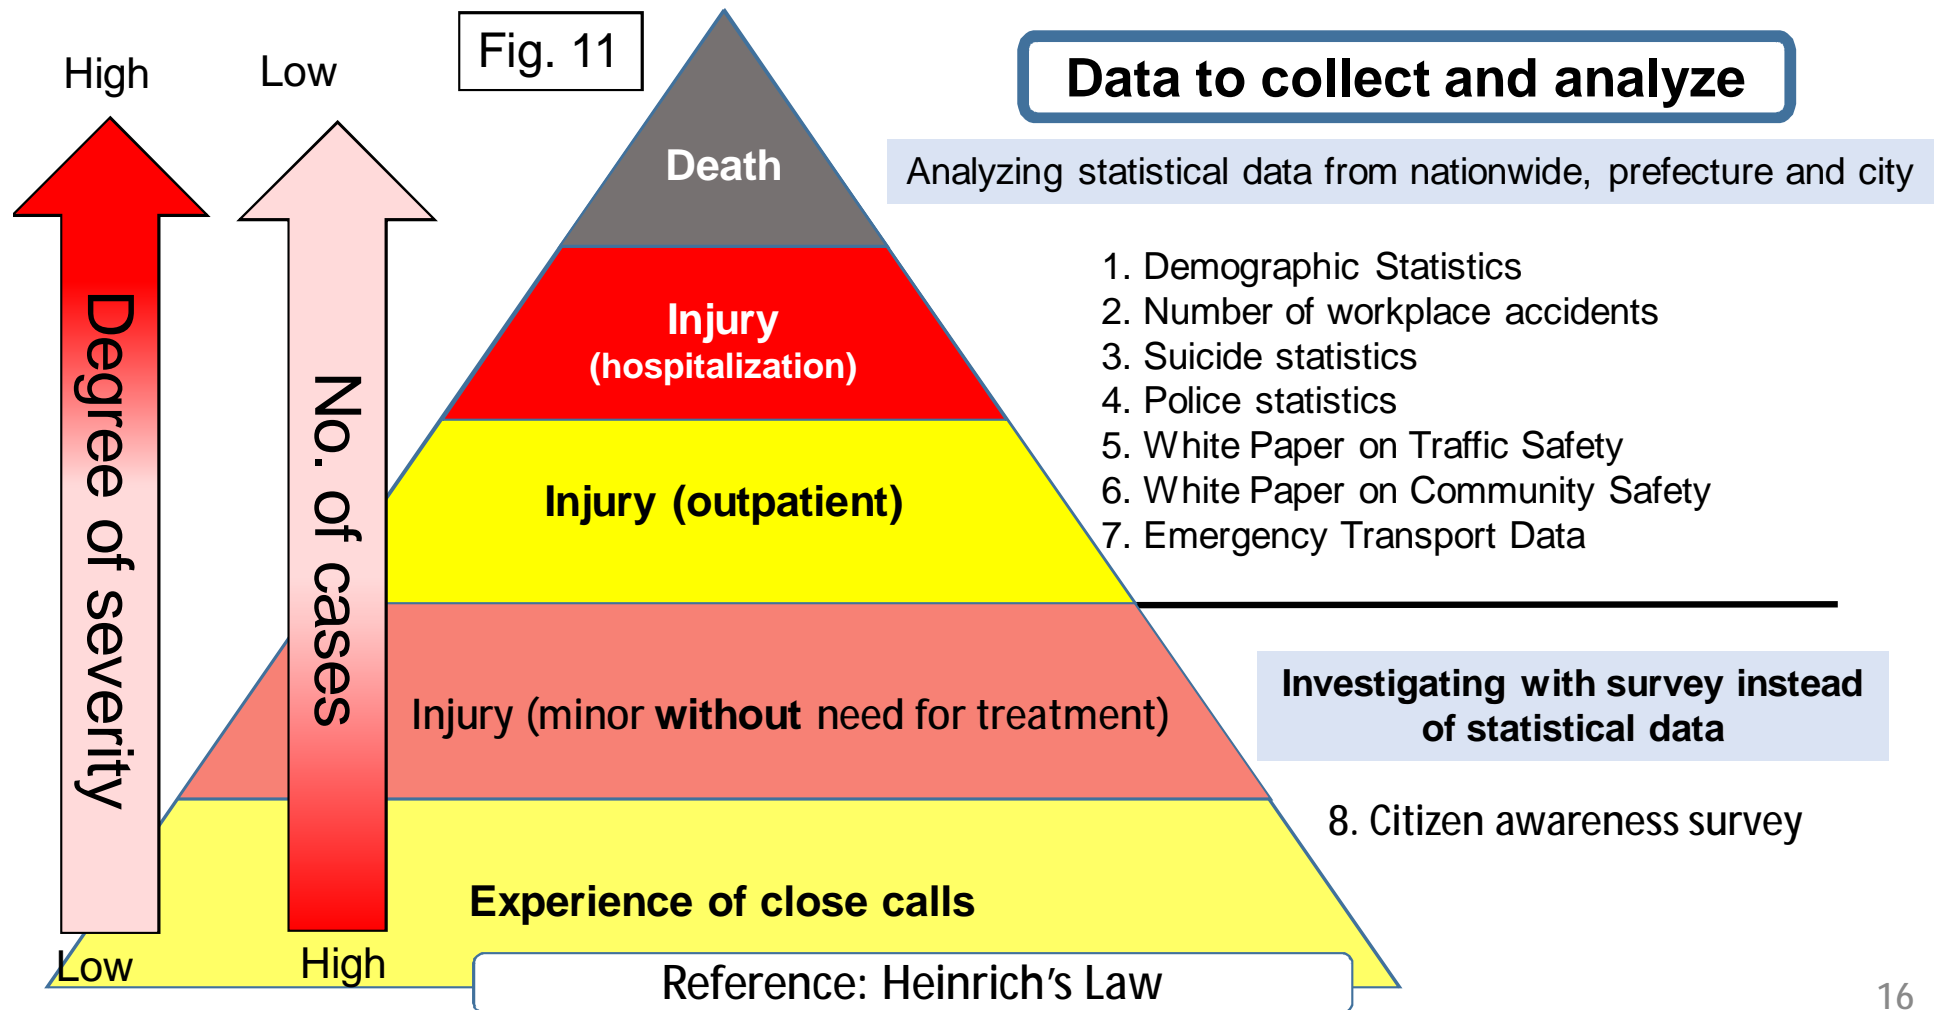 Fig. 11
High
Low
Degree of severity
No. of cases
Low
High
Death
Injury
(hospitalization)
Injury (outpatient)
Injury (minor without need for treatment)
Experience of close calls
Reference: Heinrich's Law
Data to collect and analyze
Analyzing statistical data from nationwide, prefecture and city
1. Demographic Statistics
2. Number of workplace accidents
3. Suicide statistics
4. Police statistics
5. White Paper on Traffic Safety
6. White Paper on Community Safety
7. Emergency Transport Data
Investigating with survey instead
of statistical data
8. Citizen awareness survey
16